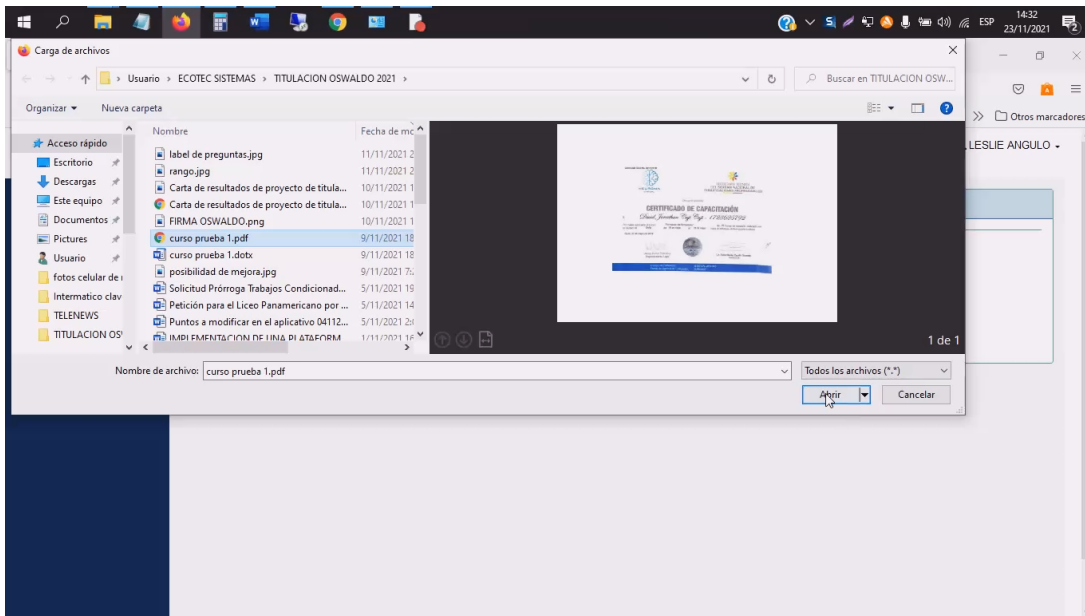 14:32
ESP
23/11/2021
Carga de archivos
Usuario > ECOTEC SISTEMAS > TITULACION OSWALDO 2021 >
Buscar en TITULACION OSW...
Organizar
Nueva carpeta
Otros marcadores
LESLIE ANGULO
Acceso rápido
Escritorio
Descargas
Este equipo
Documentos
Pictures
Usuario
fotos celular de
Intermatico clav
TELENEWS
TITULACION OS
Nombre
Fecha de mo
label de preguntas.jpg
11/11/2021 2
rango.jpg
11/11/2021 2
Carta de resultados de proyecto de titula...
10/11/2021 1
Carta de resultados de proyecto de titula...
10/11/2021 1
FIRMA OSWALDO.png
10/11/2021 1
curso prueba 1.pdf
9/11/2021 18
curso prueba 1.dotx
9/11/2021 18
posibilidad de mejora.jpg
9/11/2021 7:
Solicitud Prórroga Trabajos Condicionad...
5/11/2021 19
Petición para el Liceo Panamericano por ...
5/11/2021 14
Puntos a modificar en el aplicativo 04112...
5/11/2021 2:
IMPLEMENTACION DE UNA PLATAFORM
1/11/2021 16
CERTIFICADO DE CAPACITACIÓN
1 de 1
Nombre de archivo:
curso prueba 1.pdf
Todos los archivos (*.*)
Abrir
Cancelar